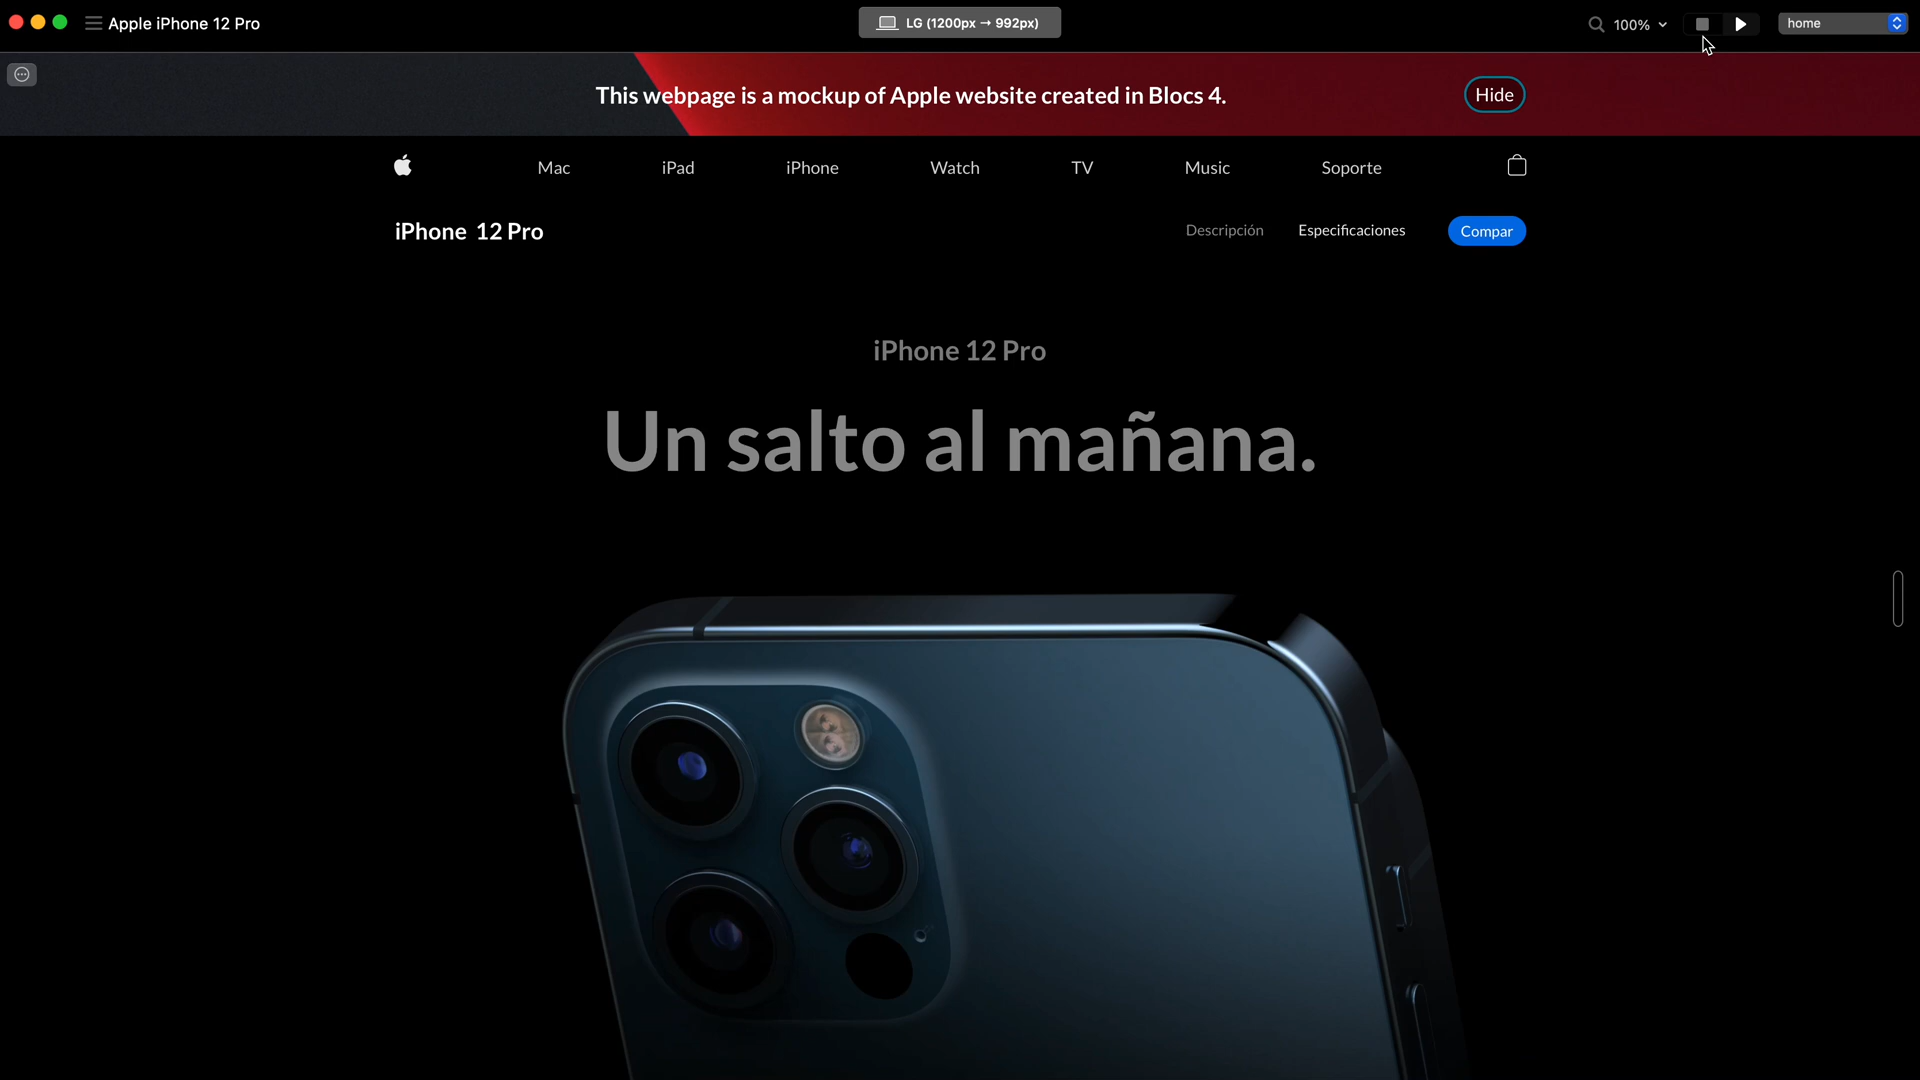 Apple iPhone 12 Pro
LG (1200px → 992px)
100%
home
This webpage is a mockup of Apple website created in Blocs 4.
Hide
Mac
iPad
iPhone
Watch
TV
Music
Soporte
iPhone 12 Pro
Descripción
Especificaciones
Compar
iPhone 12 Pro
Un salto al mañana.